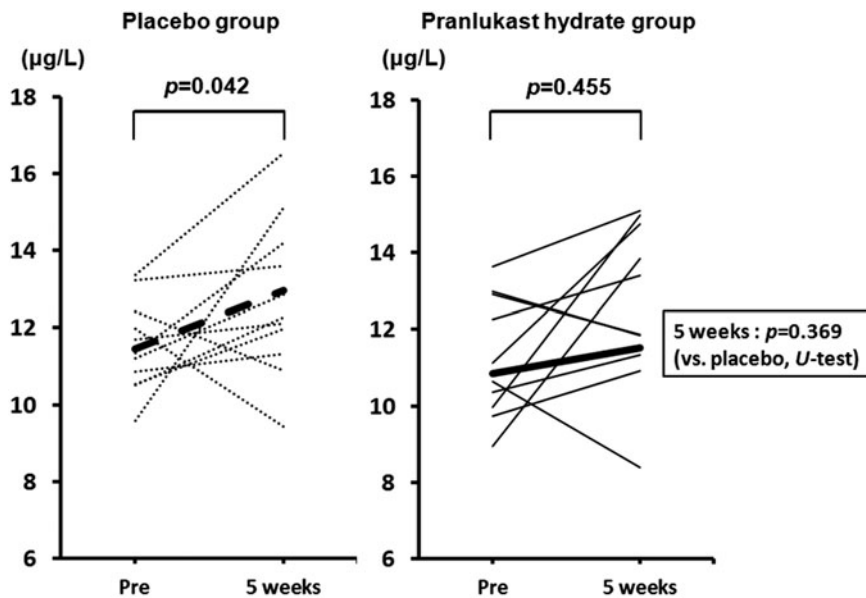 Placebo group
Pranlukast hydrate group
(µg/L)
(µg/L)
p=0.042
p=0.455
18
16
14
12
10
8
6
18
16
14
12
10
8
6
5 weeks : p=0.369
(vs. placebo, U-test)
Pre
5 weeks
Pre
5 weeks